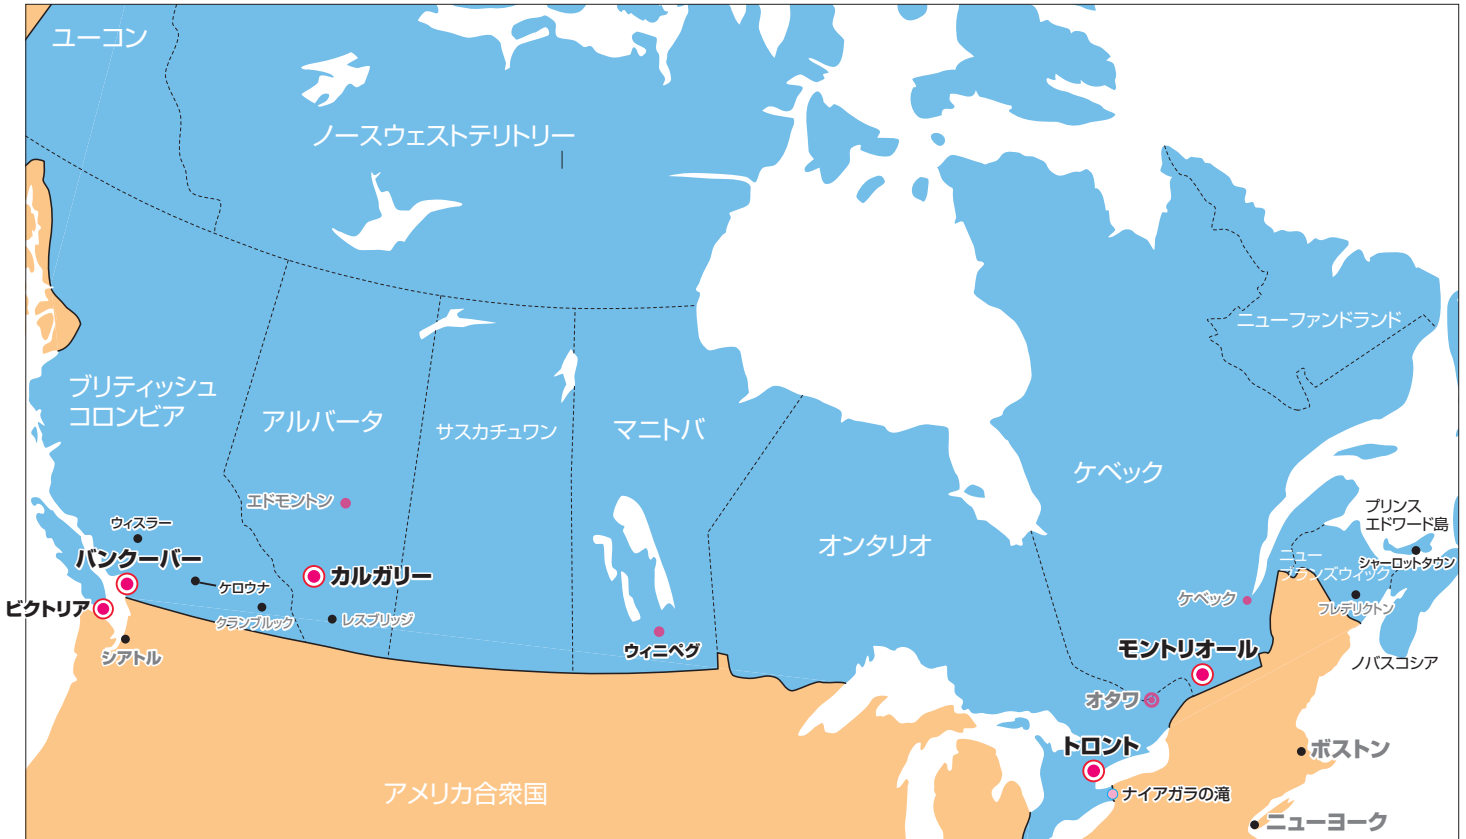 ユーコン
ノースウェストテリトリー
ニューファンドランド
ブリティッシュ
コロンビア
アルバータ
サスカチュワン
マニトバ
ケベック
エドモントン
プリンス
エドワード島
ウィスラー
オンタリオ
バンクーバー
ニュー
ブランズウィック
シャーロットタウン
カルガリー
ケロウナ
ケベック
フレデリクトン
ビクトリア
クランブルック
レスブリッジ
ウィニペグ
モントリオール
シアトル
ノバスコシア
オタワ
トロント
ボストン
アメリカ合衆国
ナイアガラの滝
ニューヨーク